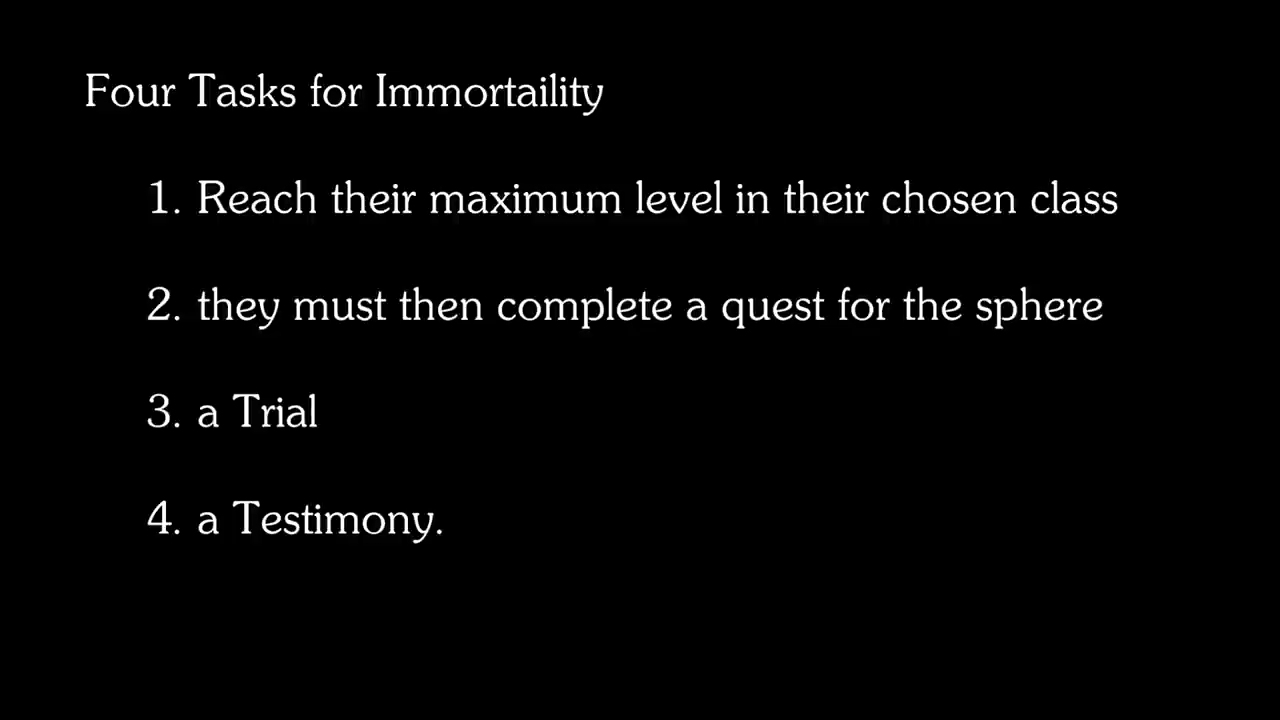 Four Tasks for Immortaility
1. Reach their maximum level in their chosen class
2. they must then complete a quest for the sphere
3. a Trial
4. a Testimony.